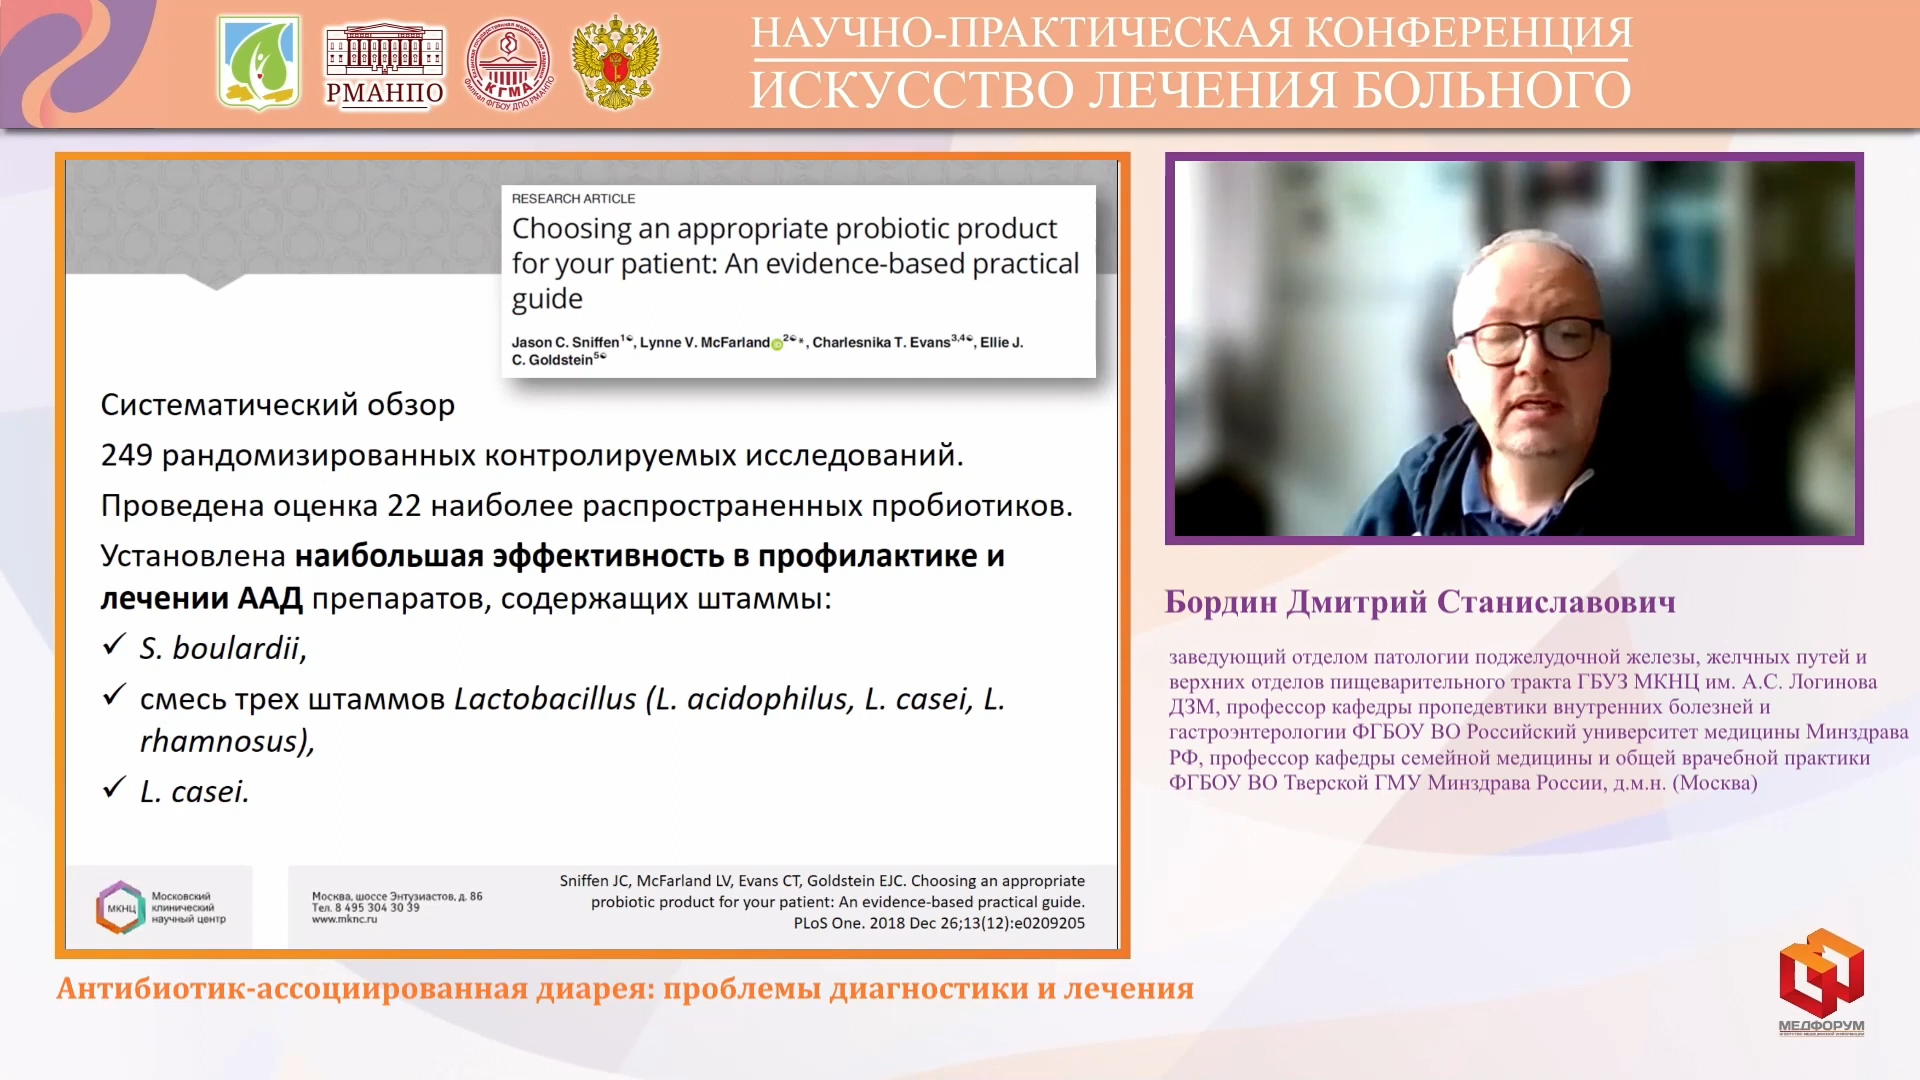 РМАНПО
КГМА
НАУЧНО-ПРАКТИЧЕСКАЯ КОНФЕРЕНЦИЯ
ИСКУССТВО ЛЕЧЕНИЯ БОЛЬНОГО
RESEARCH ARTICLE
Choosing an appropriate probiotic product
for your patient: An evidence-based practical
guide
Jason C. Sniffen1, Lynne V. McFarland2*, Charlesnika T. Evans3,4, Ellie J.
C. Goldstein5
Систематический обзор
249 рандомизированных контролируемых исследований.
Проведена оценка 22 наиболее распространенных пробиотиков.
Установлена наибольшая эффективность в профилактике и
лечении ААД препаратов, содержащих штаммы:
✓ S. boulardii,
✓ смесь трех штаммов Lactobacillus (L. acidophilus, L. casei, L.
rhamnosus),
✓ L. casei.
МКНЦ
Московский
клинический
научный центр
Москва, шоссе Энтузиастов, д. 86
Тел. 8 495 304 30 39
www.mknc.ru
Sniffen JC, McFarland LV, Evans CT, Goldstein EJC. Choosing an appropriate
probiotic product for your patient: An evidence-based practical guide.
PLoS One. 2018 Dec 26;13(12):e0209205
Бордин Дмитрий Станиславович
заведующий отделом патологии поджелудочной железы, желчных путей и
верхних отделов пищеварительного тракта ГБУЗ МКНЦ им. А.С. Логинова
ДЗМ, профессор кафедры пропедевтики внутренних болезней и
гастроэнтерологии ФГБОУ ВО Российский университет медицины Минздрава
РФ, профессор кафедры семейной медицины и общей врачебной практики
ФГБОУ ВО Тверской ГМУ Минздрава России, д.м.н. (Москва)
Антибиотик-ассоциированная диарея: проблемы диагностики и лечения
МЕДФОРУМ